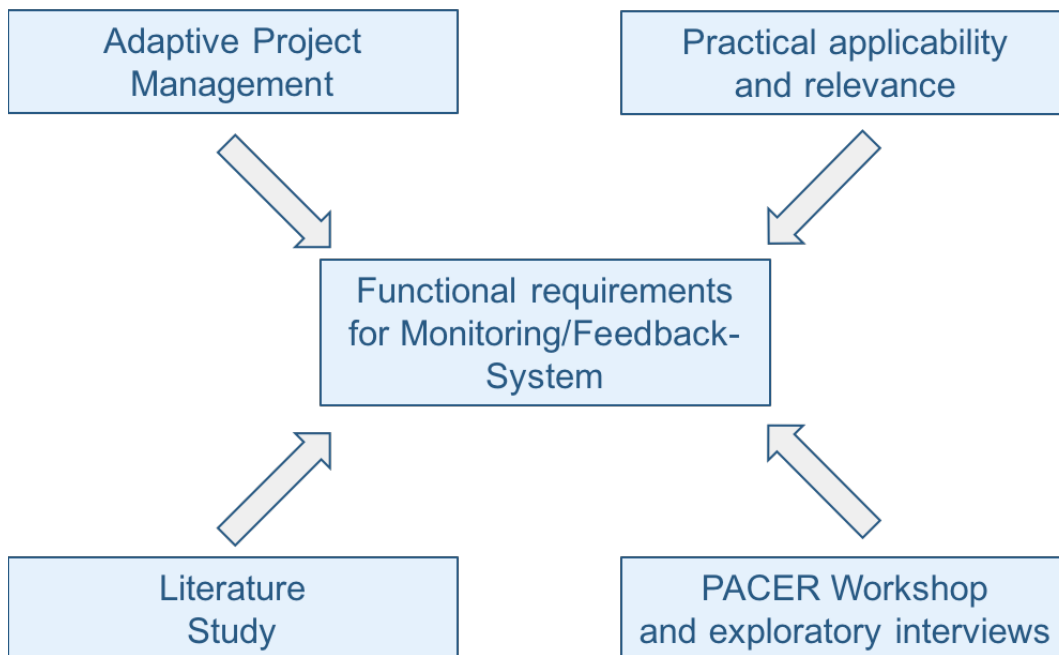 Adaptive Project
Management
Practical applicability
and relevance
Functional requirements
for Monitoring/Feedback-
System
Literature
Study
PACER Workshop
and exploratory interviews